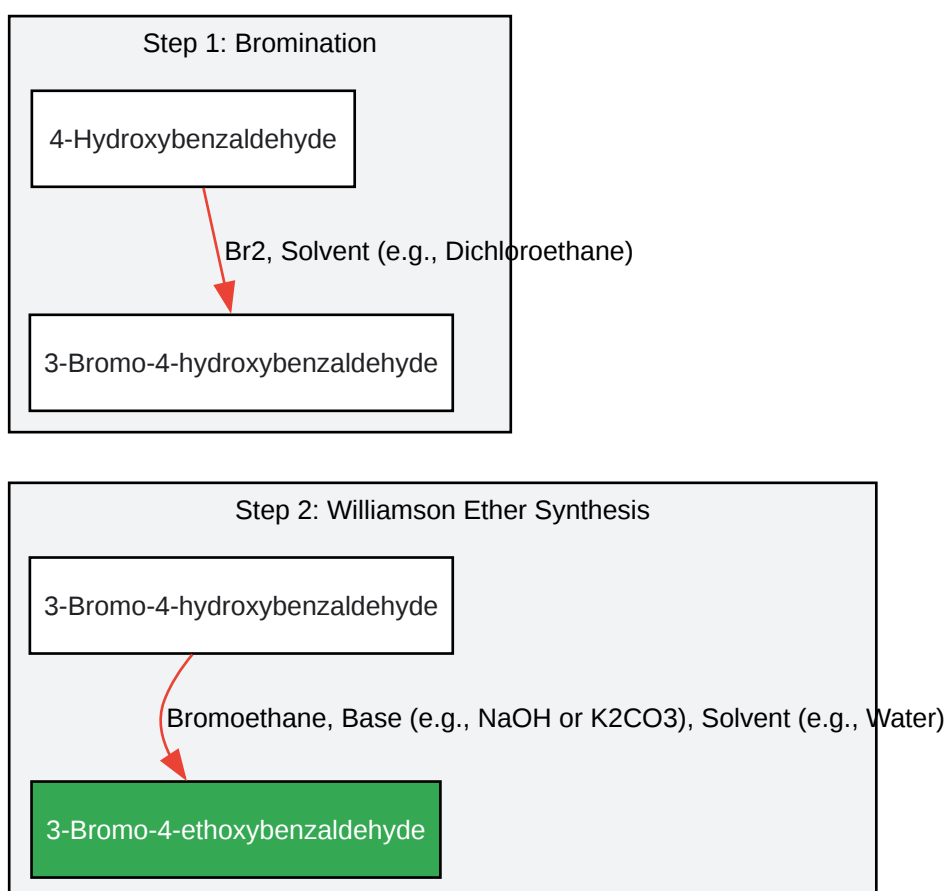 Step 1: Bromination
4-Hydroxybenzaldehyde
Br2, Solvent (e.g., Dichloroethane)
3-Bromo-4-hydroxybenzaldehyde
Step 2: Williamson Ether Synthesis
3-Bromo-4-hydroxybenzaldehyde
Bromoethane, Base (e.g., NaOH or K2CO3), Solvent (e.g., Water)
3-Bromo-4-ethoxybenzaldehyde